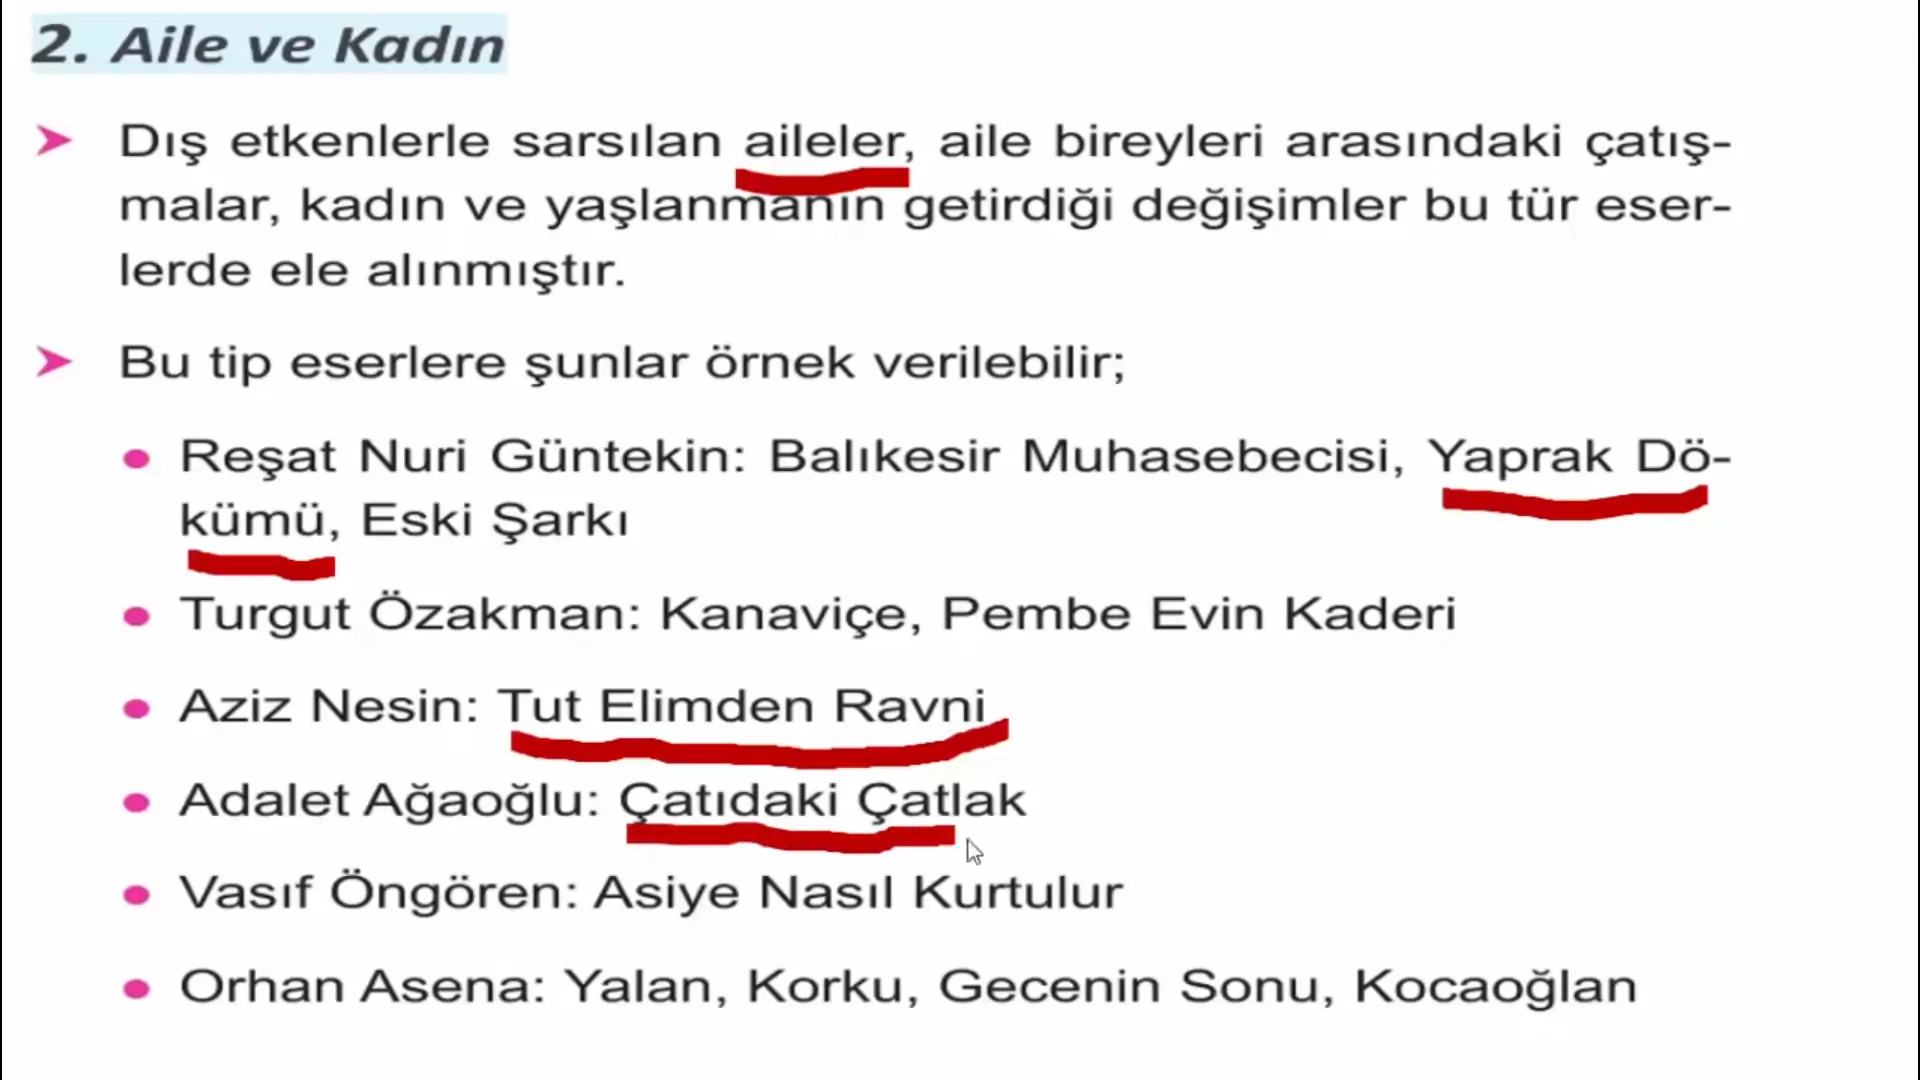 2. Aile ve Kadın
Dış etkenlerle sarsılan aileler, aile bireyleri arasındaki çatış-
malar, kadın ve yaşlanmanın getirdiği değişimler bu tür eser-
lerde ele alınmıştır.
Bu tip eserlere şunlar örnek verilebilir;
Reşat Nuri Güntekin: Balıkesir Muhasebecisi, Yaprak Dö-
kümü, Eski Şarkı
Turgut Özakman: Kanaviçe, Pembe Evin Kaderi
Aziz Nesin: Tut Elimden Ravni
Adalet Ağaoğlu: Çatıdaki Çatlak
Vasıf Öngören: Asiye Nasıl Kurtulur
Orhan Asena: Yalan, Korku, Gecenin Sonu, Kocaoğlan